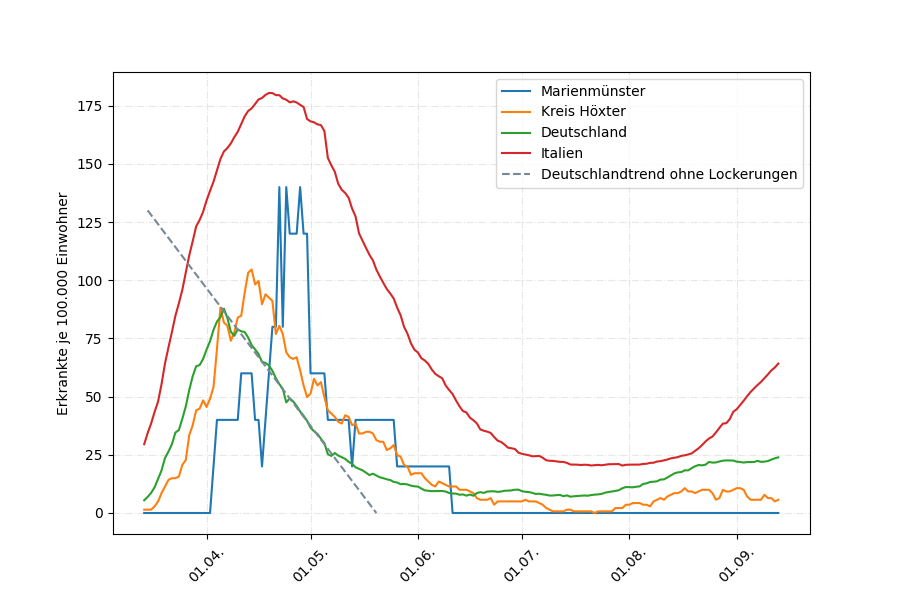 Marienmünster
Kreis Höxter
Deutschland
Italien
Deutschlandtrend ohne Lockerungen
Erkrankte je 100.000 Einwohner
175
150
125
100
75
50
25
0
01.04.
01.05.
01.06.
01.07.
01.08.
01.09.